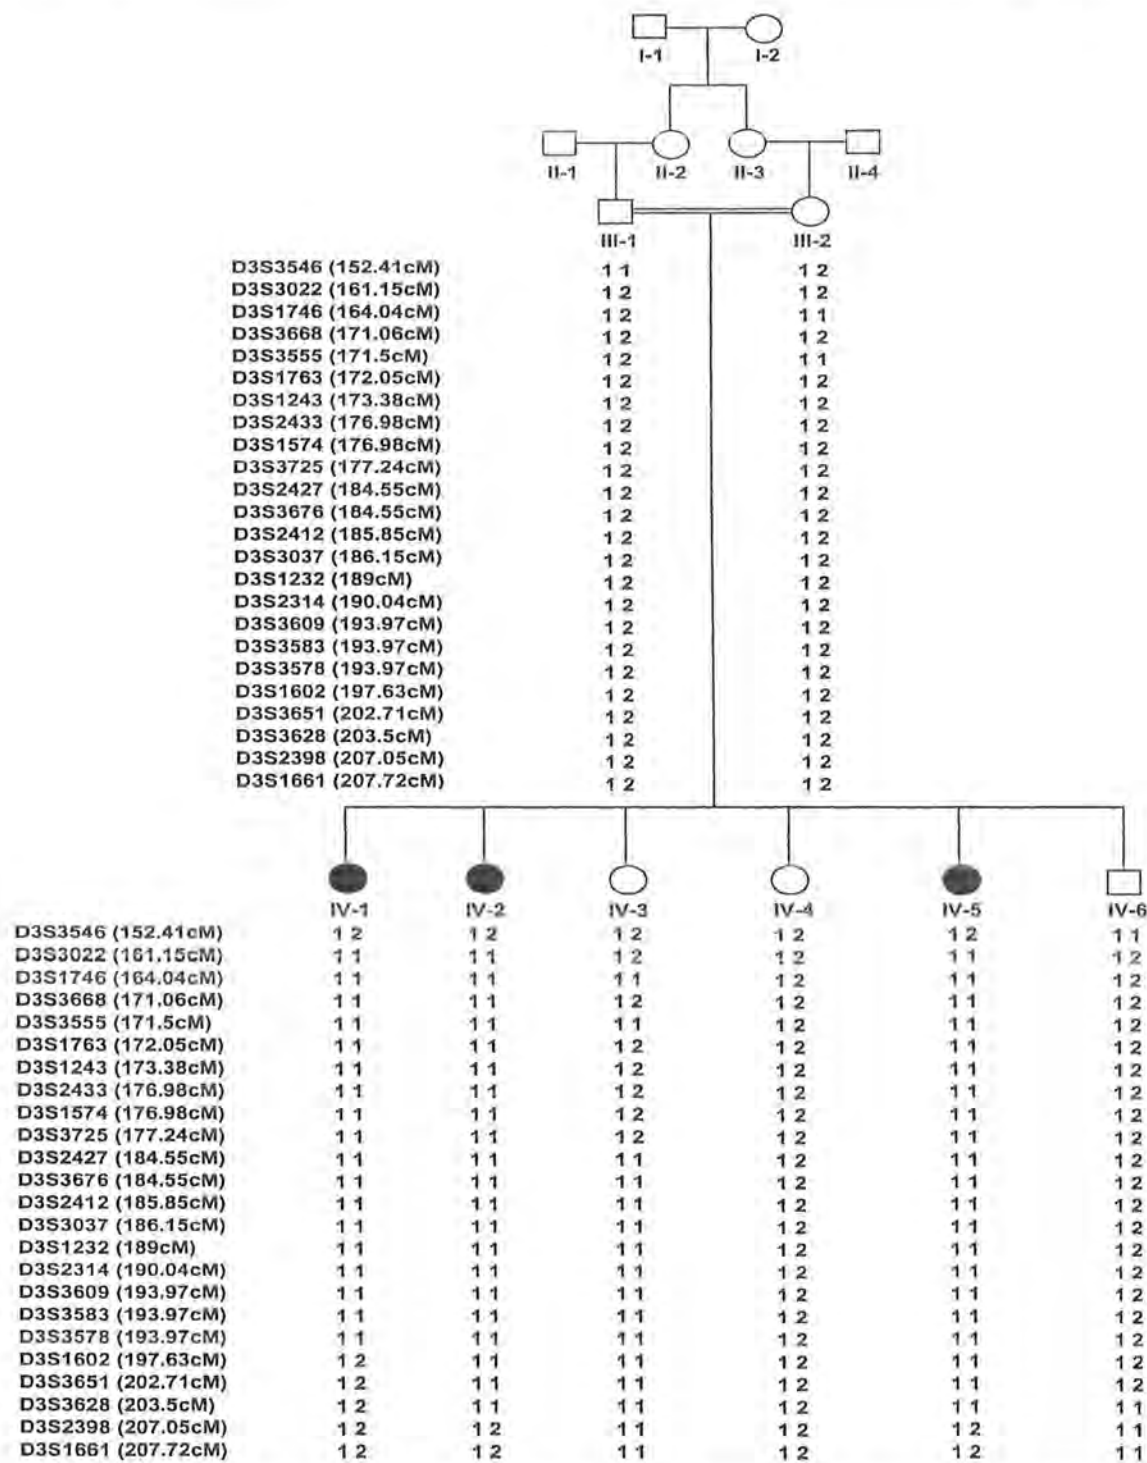 I-1 I-2
II-1 II-2 II-3 II-4
III-1 III-2
D3S3546 (152.41cM) 1 1 1 2
D3S3022 (161.15cM) 1 2 1 2
D3S1746 (164.04cM) 1 2 1 1
D3S3668 (171.06cM) 1 2 1 2
D3S3555 (171.5cM) 1 2 1 1
D3S1763 (172.05cM) 1 2 1 2
D3S1243 (173.38cM) 1 2 1 2
D3S2433 (176.98cM) 1 2 1 2
D3S1574 (176.98cM) 1 2 1 2
D3S3725 (177.24cM) 1 2 1 2
D3S2427 (184.55cM) 1 2 1 2
D3S3676 (184.55cM) 1 2 1 2
D3S2412 (185.85cM) 1 2 1 2
D3S3037 (186.15cM) 1 2 1 2
D3S1232 (189cM) 1 2 1 2
D3S2314 (190.04cM) 1 2 1 2
D3S3609 (193.97cM) 1 2 1 2
D3S3583 (193.97cM) 1 2 1 2
D3S3578 (193.97cM) 1 2 1 2
D3S1602 (197.63cM) 1 2 1 2
D3S3651 (202.71cM) 1 2 1 2
D3S3628 (203.5cM) 1 2 1 2
D3S2398 (207.05cM) 1 2 1 2
D3S1661 (207.72cM) 1 2 1 2
IV-1 IV-2 IV-3 IV-4 IV-5 IV-6
D3S3546 (152.41cM) 1 2 1 2 1 2 1 2 1 2 1 1
D3S3022 (161.15cM) 1 1 1 1 1 2 1 2 1 1 1 2
D3S1746 (164.04cM) 1 1 1 1 1 1 1 2 1 1 1 2
D3S3668 (171.06cM) 1 1 1 1 1 2 1 2 1 1 1 2
D3S3555 (171.5cM) 1 1 1 1 1 1 1 2 1 1 1 2
D3S1763 (172.05cM) 1 1 1 1 1 2 1 2 1 1 1 2
D3S1243 (173.38cM) 1 1 1 1 1 2 1 2 1 1 1 2
D3S2433 (176.98cM) 1 1 1 1 1 2 1 2 1 1 1 2
D3S1574 (176.98cM) 1 1 1 1 1 2 1 2 1 1 1 2
D3S3725 (177.24cM) 1 1 1 1 1 2 1 2 1 1 1 2
D3S2427 (184.55cM) 1 1 1 1 1 1 1 2 1 1 1 2
D3S3676 (184.55cM) 1 1 1 1 1 1 1 2 1 1 1 2
D3S2412 (185.85cM) 1 1 1 1 1 1 1 2 1 1 1 2
D3S3037 (186.15cM) 1 1 1 1 1 1 1 2 1 1 1 2
D3S1232 (189cM) 1 1 1 1 1 1 1 2 1 1 1 2
D3S2314 (190.04cM) 1 1 1 1 1 1 1 2 1 1 1 2
D3S3609 (193.97cM) 1 1 1 1 1 1 1 2 1 1 1 2
D3S3583 (193.97cM) 1 1 1 1 1 1 1 2 1 1 1 2
D3S3578 (193.97cM) 1 1 1 1 1 1 1 2 1 1 1 2
D3S1602 (197.63cM) 1 2 1 1 1 1 1 2 1 1 1 2
D3S3651 (202.71cM) 1 2 1 1 1 1 1 2 1 1 1 2
D3S3628 (203.5cM) 1 2 1 1 1 1 1 2 1 1 1 1
D3S2398 (207.05cM) 1 2 1 2 1 1 1 2 1 2 1 1
D3S1661 (207.72cM) 1 2 1 2 1 1 1 2 1 2 1 1